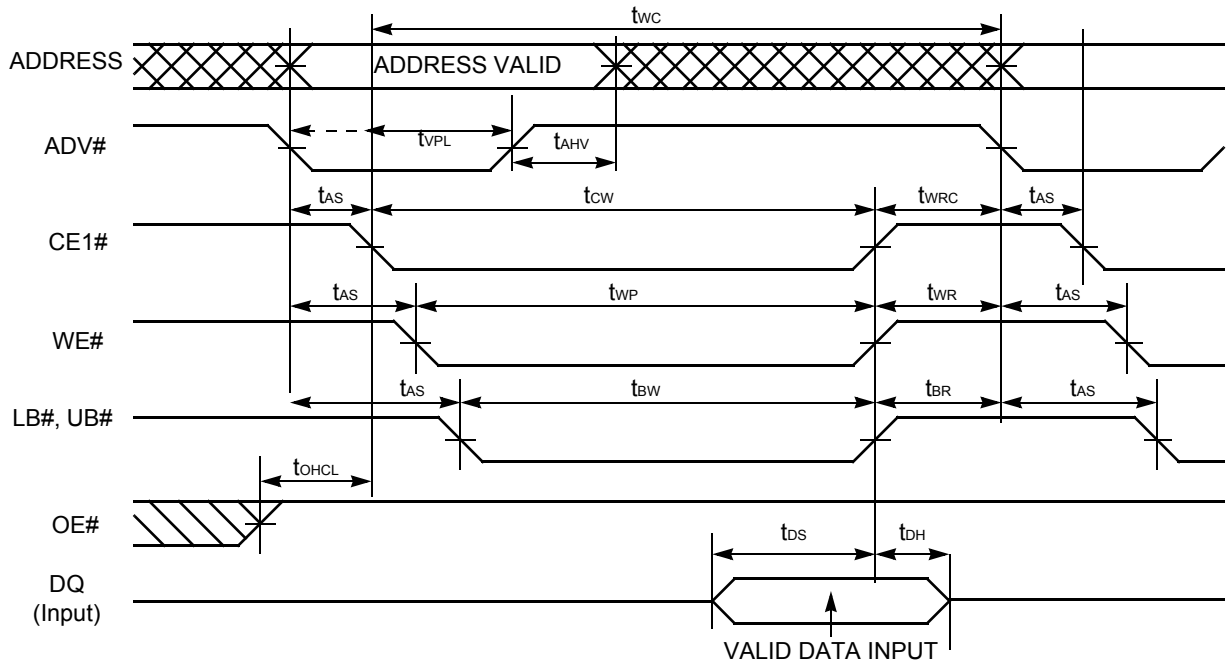 tWC
ADDRESS
ADDRESS VALID
ADV#
tVPL
tAHV
tAS
tCW
tWRC
tAS
CE1#
tAS
tWP
tWR
tAS
WE#
tAS
tBW
tBR
tAS
LB#, UB#
tOHCL
OE#
tDS
tDH
DQ
(Input)
VALID DATA INPUT